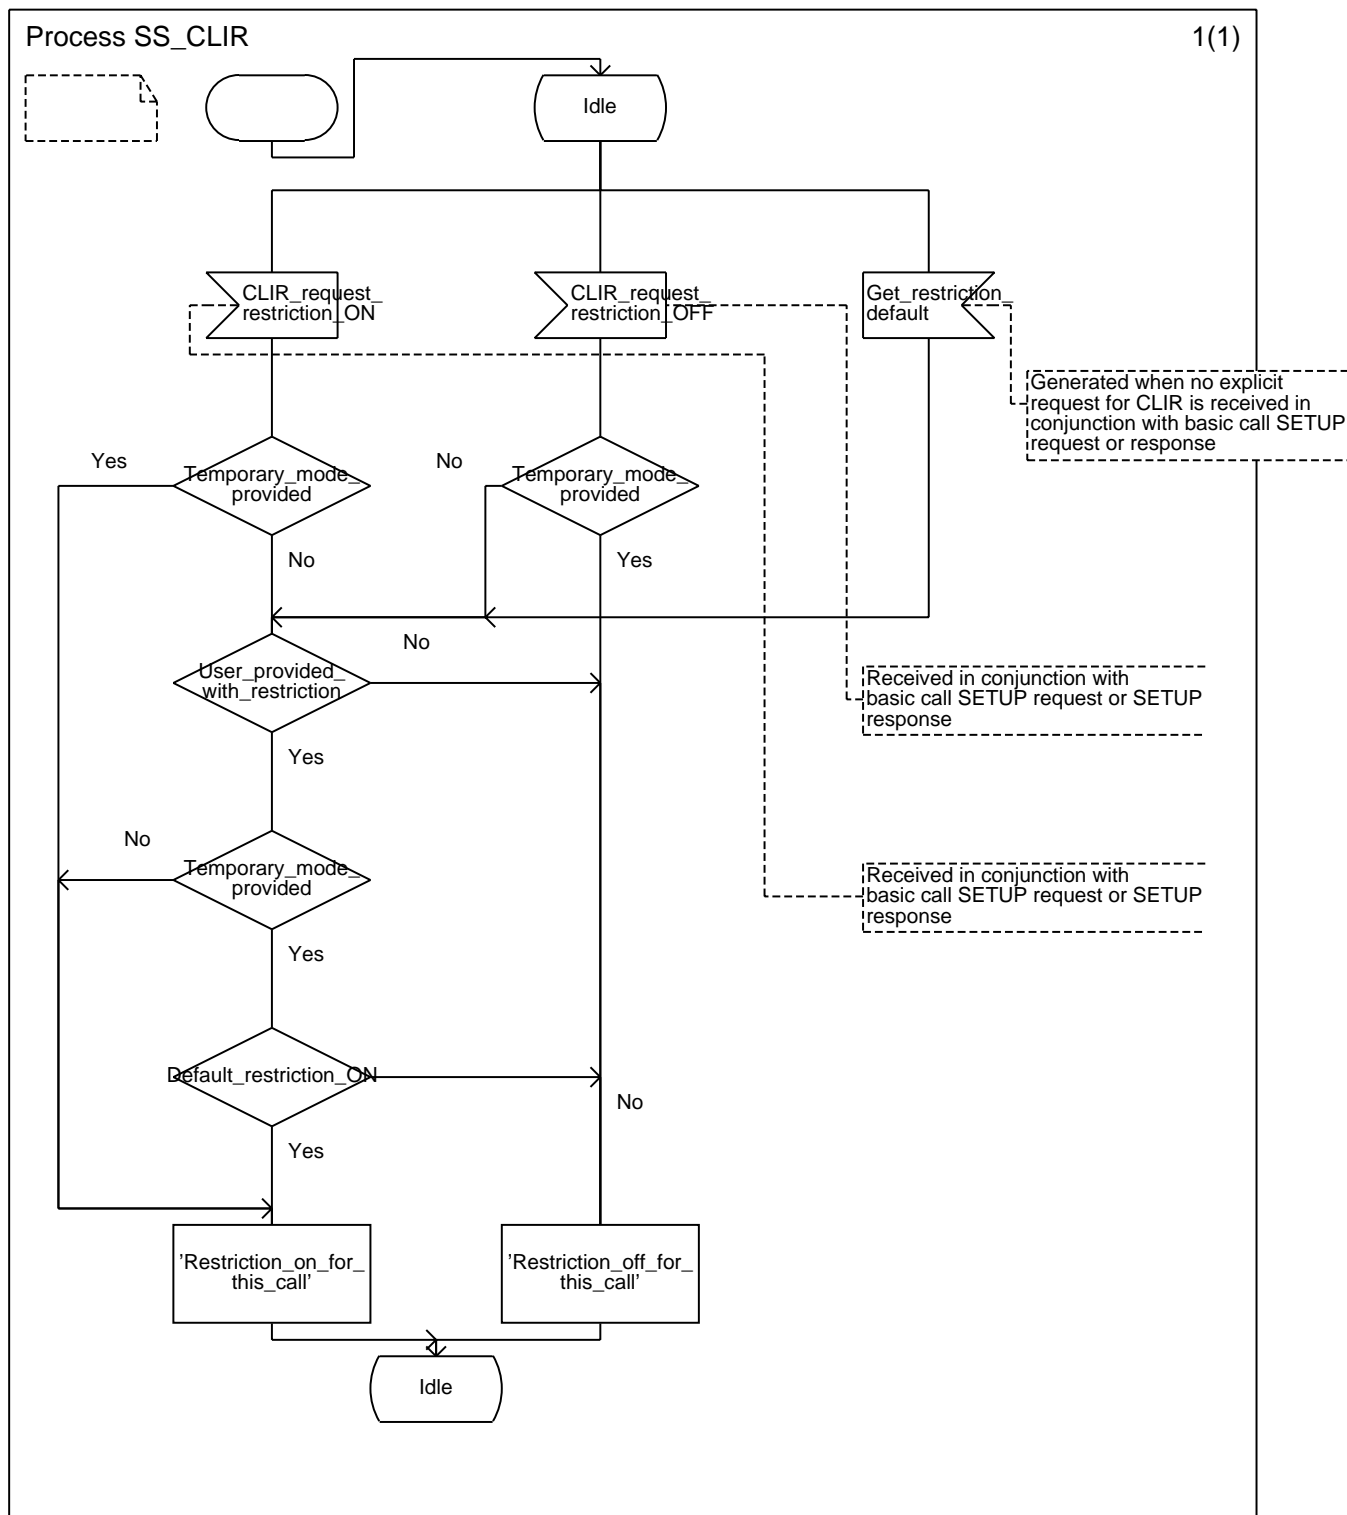 Process SS_CLIR
1(1)
Idle
CLIR_request_
restriction_ON
CLIR_request_
restriction_OFF
Get_restriction_
default
Generated when no explicit
request for CLIR is received in
conjunction with basic call SETUP
request or response
Yes
Temporary_mode_
provided
No
Temporary_mode_
provided
No
Yes
No
User_provided_
with_restriction
Received in conjunction with
basic call SETUP request or SETUP
response
Yes
No
Temporary_mode_
provided
Received in conjunction with
basic call SETUP request or SETUP
response
Yes
Default_restriction_ON
No
Yes
’Restriction_on_for_
this_call’
’Restriction_off_for_
this_call’
Idle